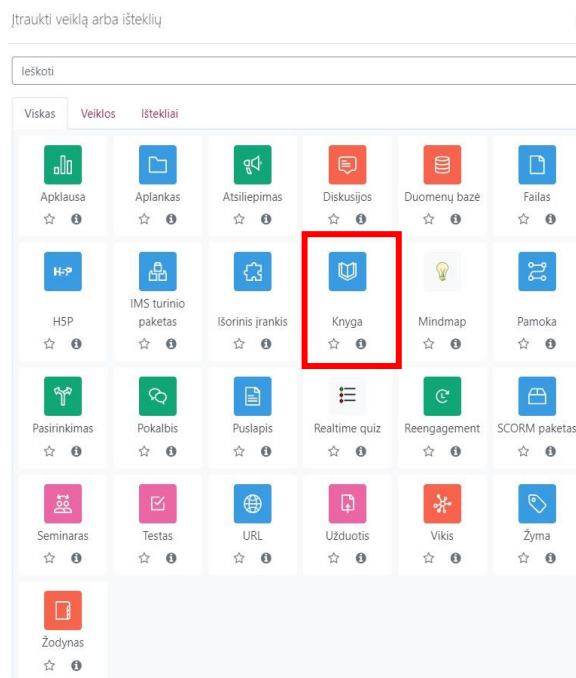 Įtraukti veiklą arba išteklių
Ieškoti
Viskas Veiklos Ištekliai
Apklausa Aplankas Atsiliepimas Diskusijos Duomenų bazė Failas
H-P
IMS turinio
H5P paketas Išorinis įrankis Knyga Mindmap Pamoka
Pasirinkimas Pokalbis Puslapis Realtime quiz Reengagement SCORM paketas
Seminaras Testas URL Užduotis Vikis Žyma
Žodynas